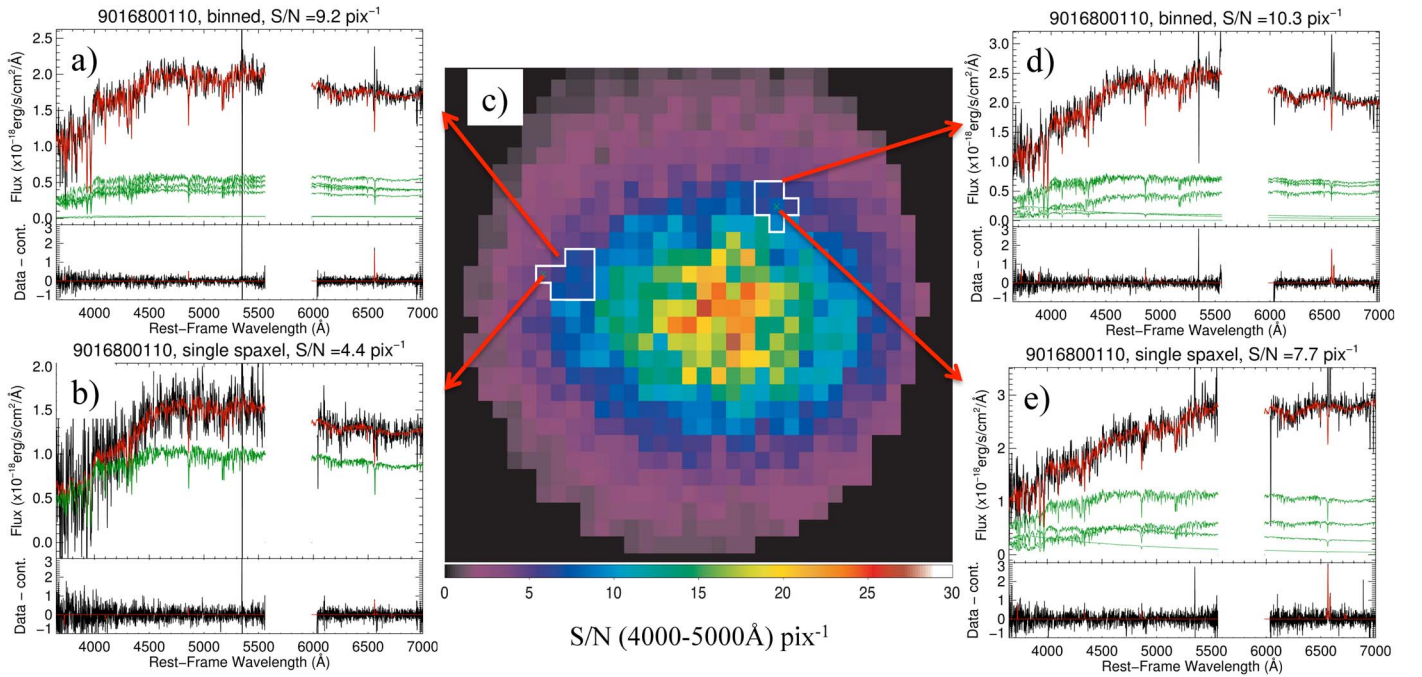 9016800110, binned, S/N =9.2 pix⁻¹
a)
Flux (x10⁻¹⁸erg/s/cm²/Å)
2.5
2.0
1.5
1.0
0.5
0.0
Data − cont.
3
2
1
0
−1
4000 4500 5000 5500 6000 6500 7000
Rest−Frame Wavelength (Å)
9016800110, single spaxel, S/N =4.4 pix⁻¹
b)
Flux (x10⁻¹⁸erg/s/cm²/Å)
2.0
1.5
1.0
0.5
0.0
Data − cont.
3
2
1
0
−1
4000 4500 5000 5500 6000 6500 7000
Rest−Frame Wavelength (Å)
c)
0 5 10 15 20 25 30
S/N (4000-5000Å) pix⁻¹
9016800110, binned, S/N =10.3 pix⁻¹
d)
Flux (x10⁻¹⁸erg/s/cm²/Å)
3.0
2.5
2.0
1.5
1.0
0.5
0.0
Data − cont.
3
2
1
0
−1
4000 4500 5000 5500 6000 6500 7000
Rest−Frame Wavelength (Å)
9016800110, single spaxel, S/N =7.7 pix⁻¹
e)
Flux (x10⁻¹⁸erg/s/cm²/Å)
3
2
1
0
Data − cont.
3
2
1
0
−1
4000 4500 5000 5500 6000 6500 7000
Rest−Frame Wavelength (Å)